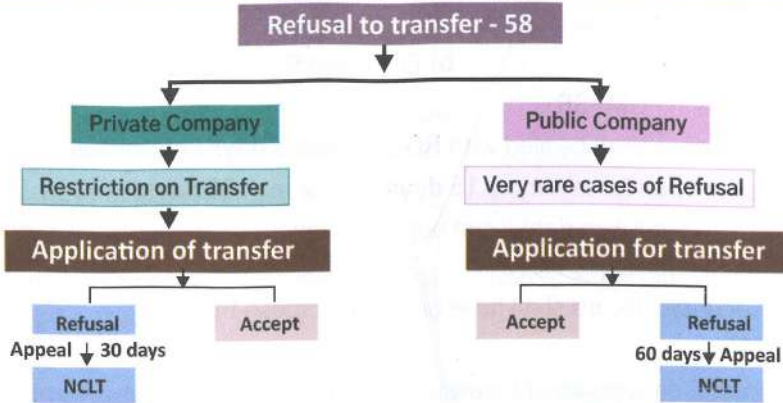 Refusal to transfer - 58
Private Company
Public Company
Restriction on Transfer
Very rare cases of Refusal
Application of transfer
Application for transfer
Refusal
Accept
Accept
Refusal
Appeal 30 days
60 days Appeal
NCLT
NCLT